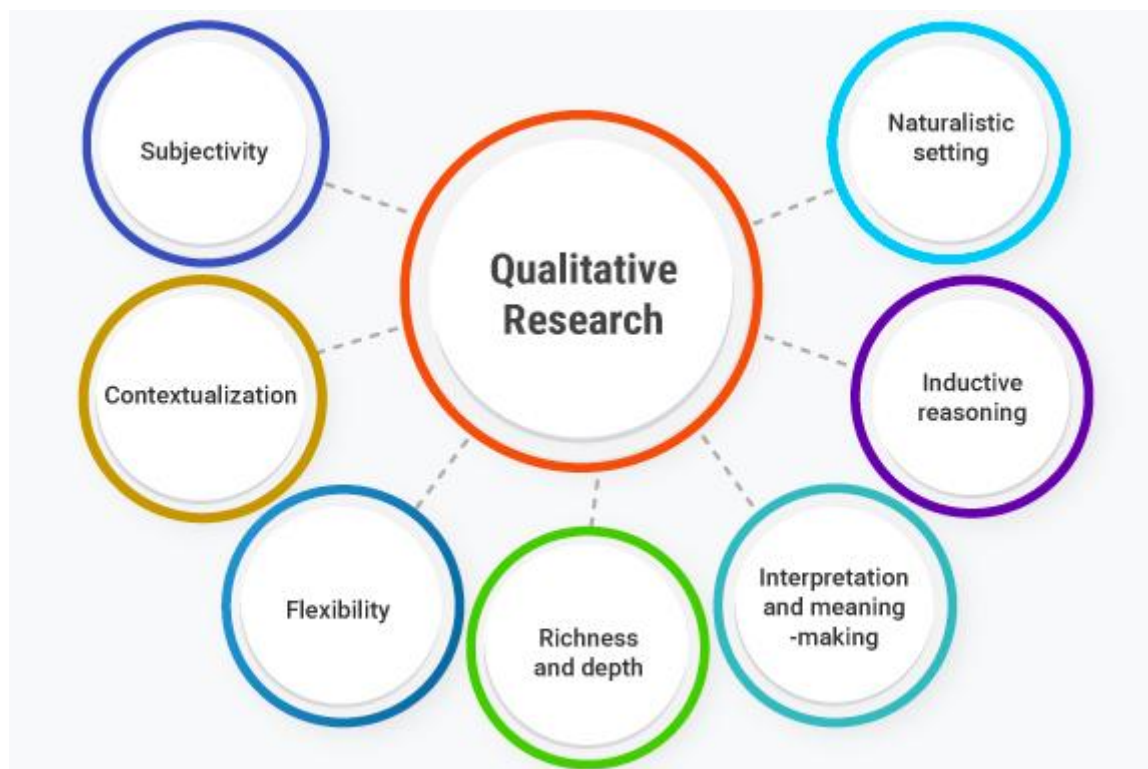 Subjectivity
Naturalistic
setting
Qualitative
Research
Contextualization
Inductive
reasoning
Flexibility
Richness
and depth
Interpretation
and meaning
-making